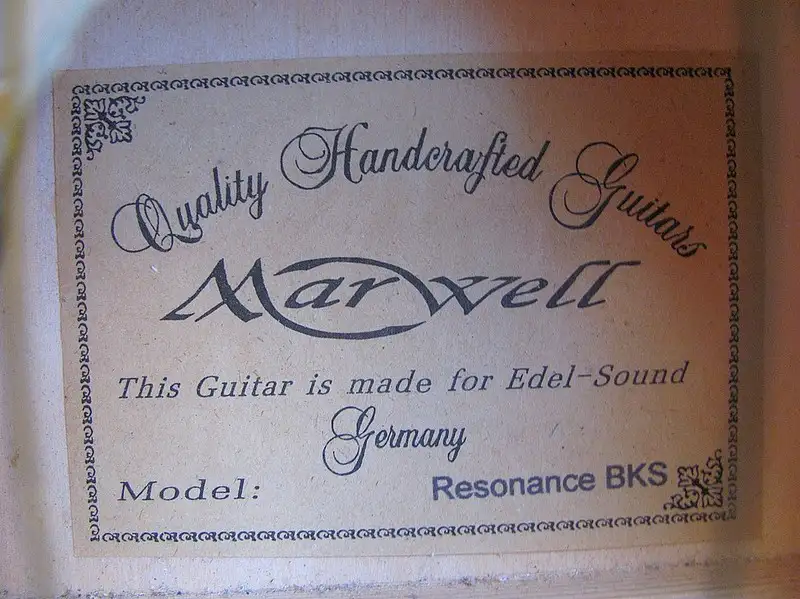 Quality Handcrafted Guitars
Marwell
This Guitar is made for Edel-Sound
Germany
Model: Resonance BKS